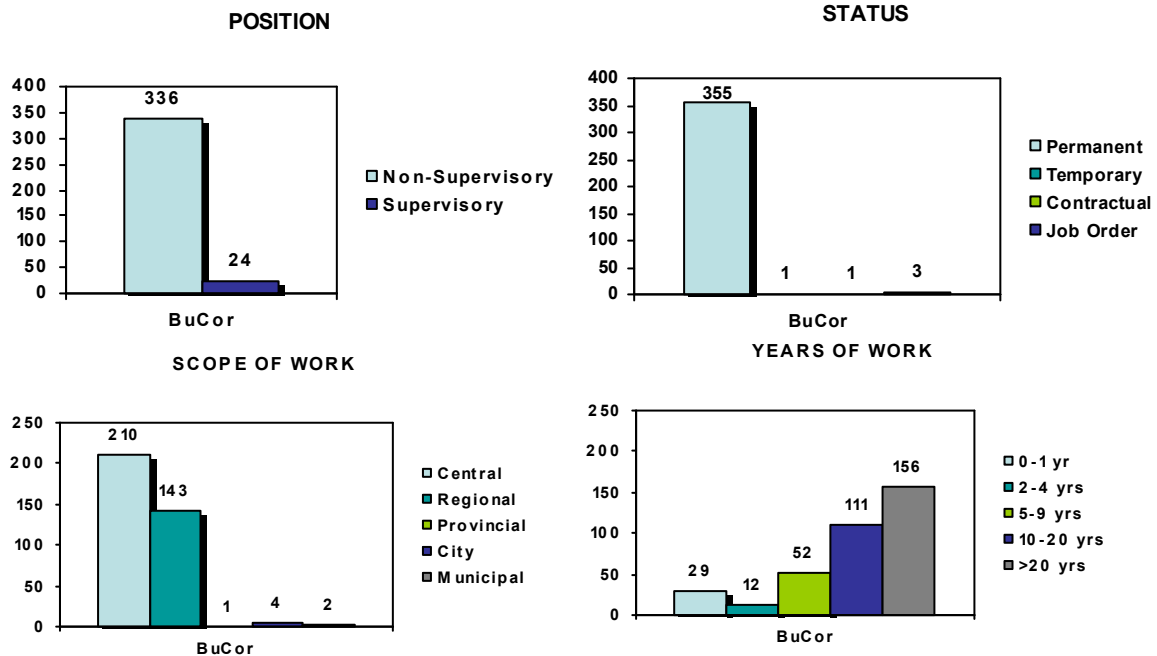 POSITION
400
350
300
250
200
150
100
50
0
336
24
BuCor
Non-Supervisory
Supervisory
STATUS
400
350
300
250
200
150
100
50
0
355
1
1
3
BuCor
Permanent
Temporary
Contractual
Job Order
SCOPE OF WORK
250
200
150
100
50
0
210
143
1
4
2
BuCor
Central
Regional
Provincial
City
Municipal
YEARS OF WORK
250
200
150
100
50
0
29
12
52
111
156
BuCor
0-1 yr
2-4 yrs
5-9 yrs
10-20 yrs
>20 yrs